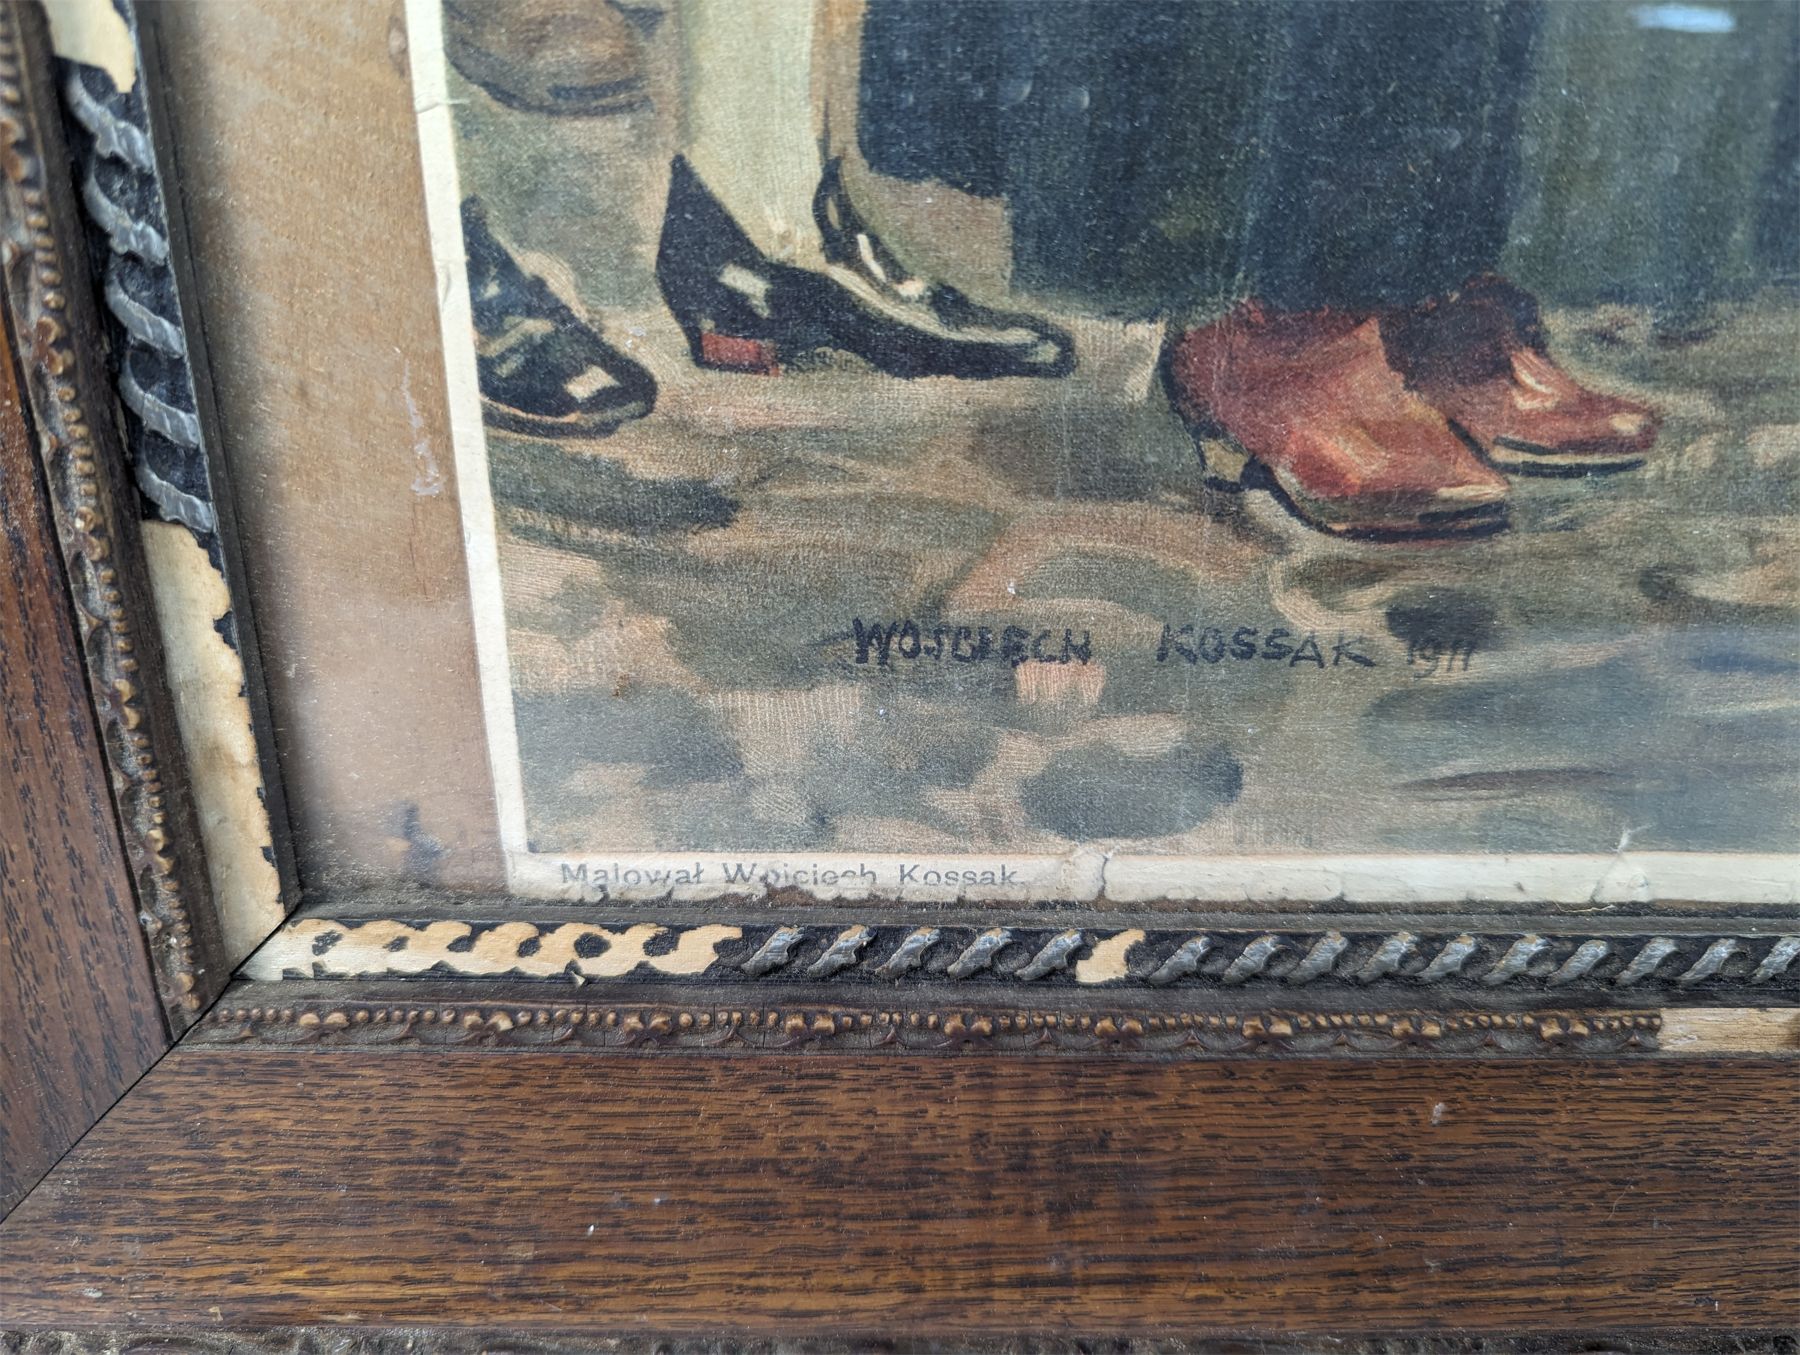 WOJCIECH KOSSAK 1911
Malował Wojciech Kossak.